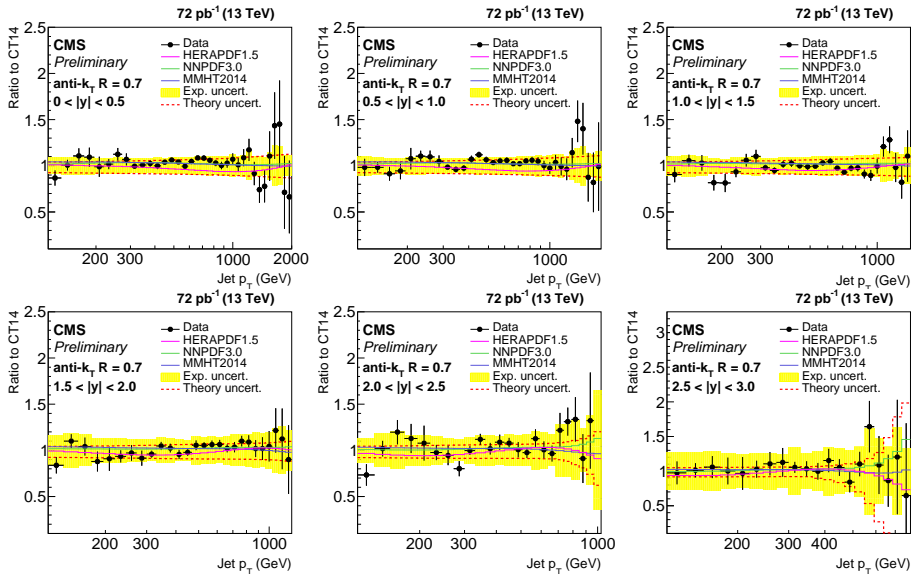 72 pb⁻¹ (13 TeV)
Ratio to CT14
2.5
2
1.5
1
0.5
CMS
Preliminary
anti-k_T R = 0.7
0 < |y| < 0.5
Data
HERAPDF1.5
NNPDF3.0
MMHT2014
Exp. uncert.
Theory uncert.
200 300 1000 2000
Jet p_T (GeV)
72 pb⁻¹ (13 TeV)
Ratio to CT14
2.5
2
1.5
1
0.5
CMS
Preliminary
anti-k_T R = 0.7
0.5 < |y| < 1.0
Data
HERAPDF1.5
NNPDF3.0
MMHT2014
Exp. uncert.
Theory uncert.
200 300 1000
Jet p_T (GeV)
72 pb⁻¹ (13 TeV)
Ratio to CT14
2.5
2
1.5
1
0.5
CMS
Preliminary
anti-k_T R = 0.7
1.0 < |y| < 1.5
Data
HERAPDF1.5
NNPDF3.0
MMHT2014
Exp. uncert.
Theory uncert.
200 300 1000
Jet p_T (GeV)
72 pb⁻¹ (13 TeV)
Ratio to CT14
2.5
2
1.5
1
0.5
CMS
Preliminary
anti-k_T R = 0.7
1.5 < |y| < 2.0
Data
HERAPDF1.5
NNPDF3.0
MMHT2014
Exp. uncert.
Theory uncert.
200 300 1000
Jet p_T (GeV)
72 pb⁻¹ (13 TeV)
Ratio to CT14
2.5
2
1.5
1
0.5
CMS
Preliminary
anti-k_T R = 0.7
2.0 < |y| < 2.5
Data
HERAPDF1.5
NNPDF3.0
MMHT2014
Exp. uncert.
Theory uncert.
200 300 1000
Jet p_T (GeV)
72 pb⁻¹ (13 TeV)
Ratio to CT14
3
2.5
2
1.5
1
0.5
CMS
Preliminary
anti-k_T R = 0.7
2.5 < |y| < 3.0
Data
HERAPDF1.5
NNPDF3.0
MMHT2014
Exp. uncert.
Theory uncert.
200 300 400
Jet p_T (GeV)